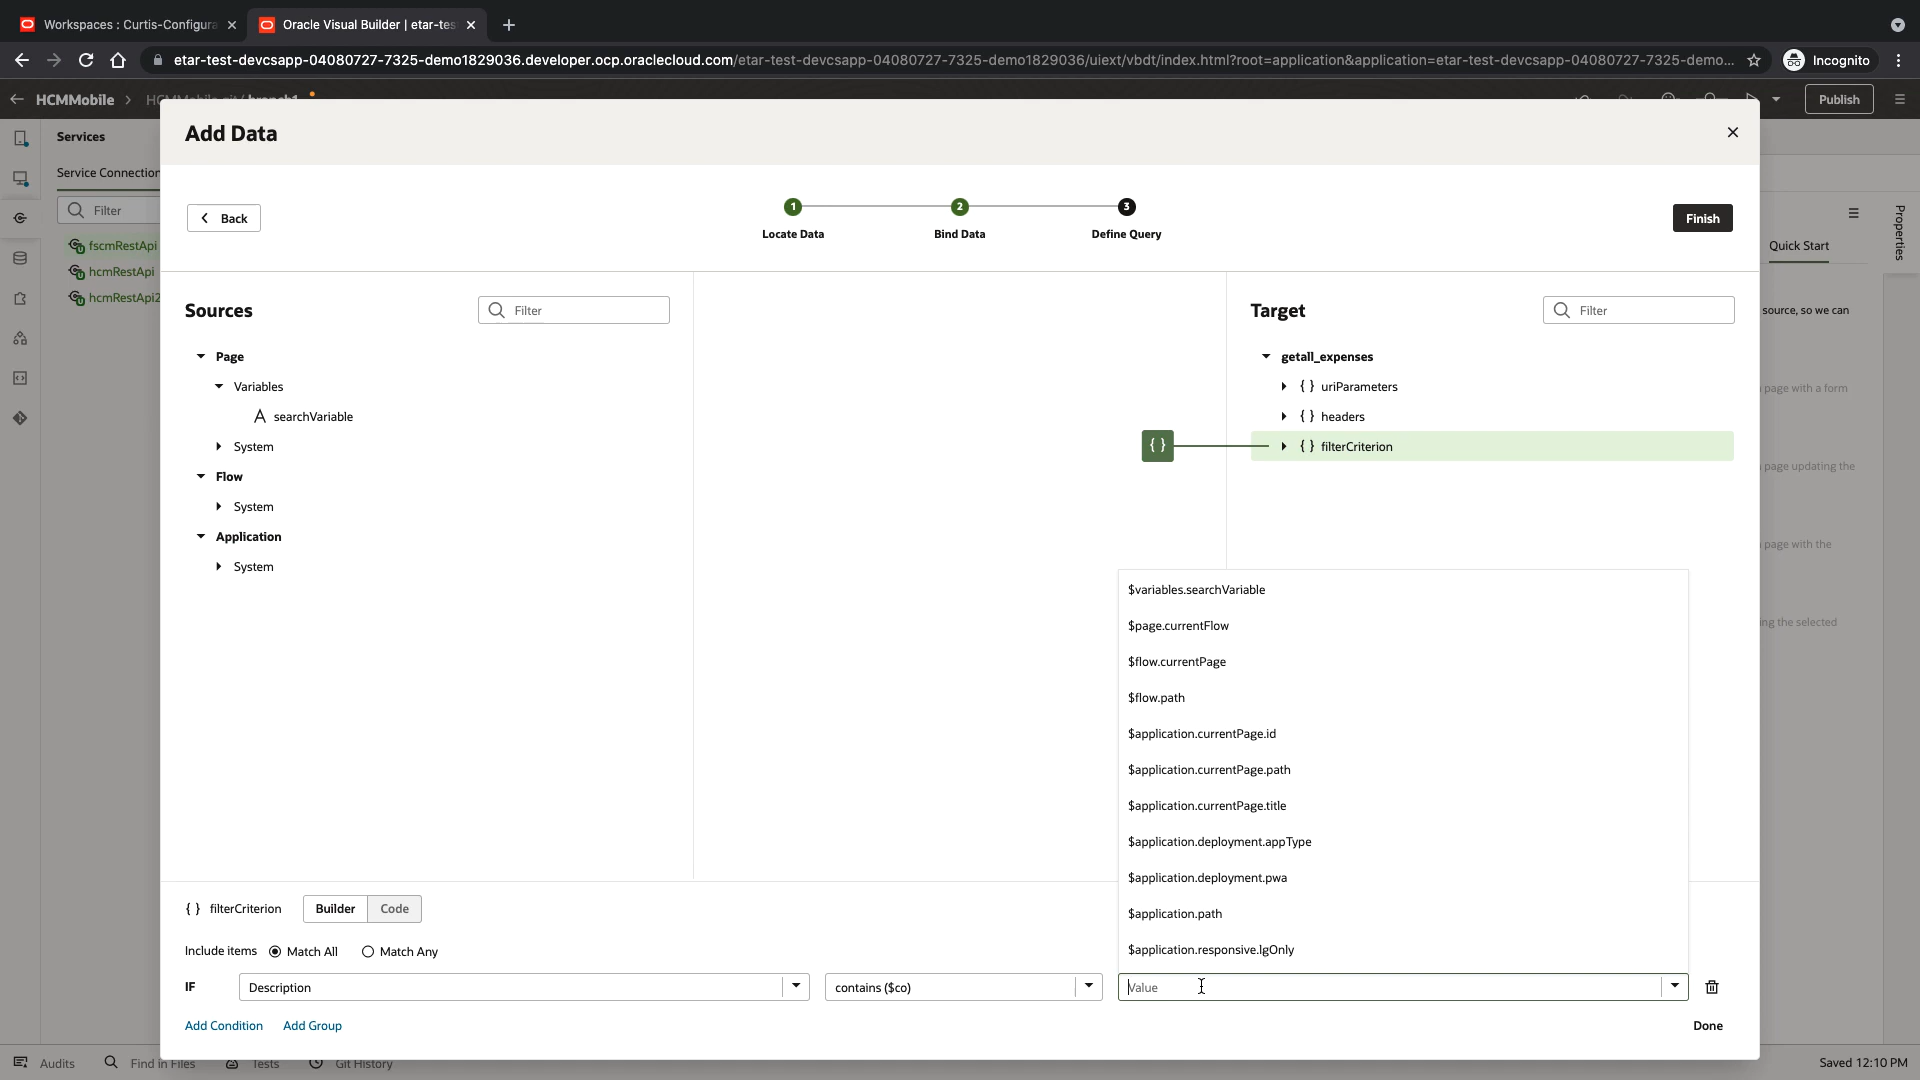 Workspaces : Curtis-Configura
Oracle Visual Builder | etar-tes
etar-test-devcsapp-04080727-7325-demo1829036.developer.ocp.oraclecloud.com/etar-test-devcsapp-04080727-7325-demo1829036/uiext/vbdt/index.html?root=application&application=etar-test-devcsapp-04080727-7325-demo...
Incognito
HCMMobile
Publish
Services
Add Data
Service Connection
Filter
Back
1
2
3
Locate Data
Bind Data
Define Query
Finish
Properties
Quick Start
fscmRestApi
hcmRestApi
hcmRestApi2
Sources
Filter
Target
Filter
source, so we can
Page
Variables
searchVariable
System
Flow
System
Application
System
getall_expenses
{ } uriParameters
{ } headers
{ }
{ } filterCriterion
page with a form
page updating the
page with the
ng the selected
$variables.searchVariable
$page.currentFlow
$flow.currentPage
$flow.path
$application.currentPage.id
$application.currentPage.path
$application.currentPage.title
$application.deployment.appType
$application.deployment.pwa
$application.path
$application.responsive.lgOnly
{ } filterCriterion
Builder
Code
Include items
Match All
Match Any
IF
Description
contains ($co)
Value
Add Condition
Add Group
Done
Audits
Find in Files
Tests
Git History
Saved 12:10 PM